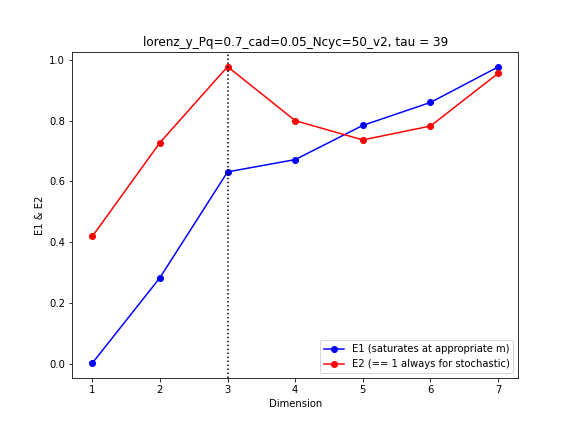 lorenz_y_Pq=0.7_cad=0.05_Ncyc=50_v2, tau = 39
1.0
0.8
0.6
0.4
0.2
0.0
E1 & E2
1 2 3 4 5 6 7
Dimension
E1 (saturates at appropriate m)
E2 (== 1 always for stochastic)